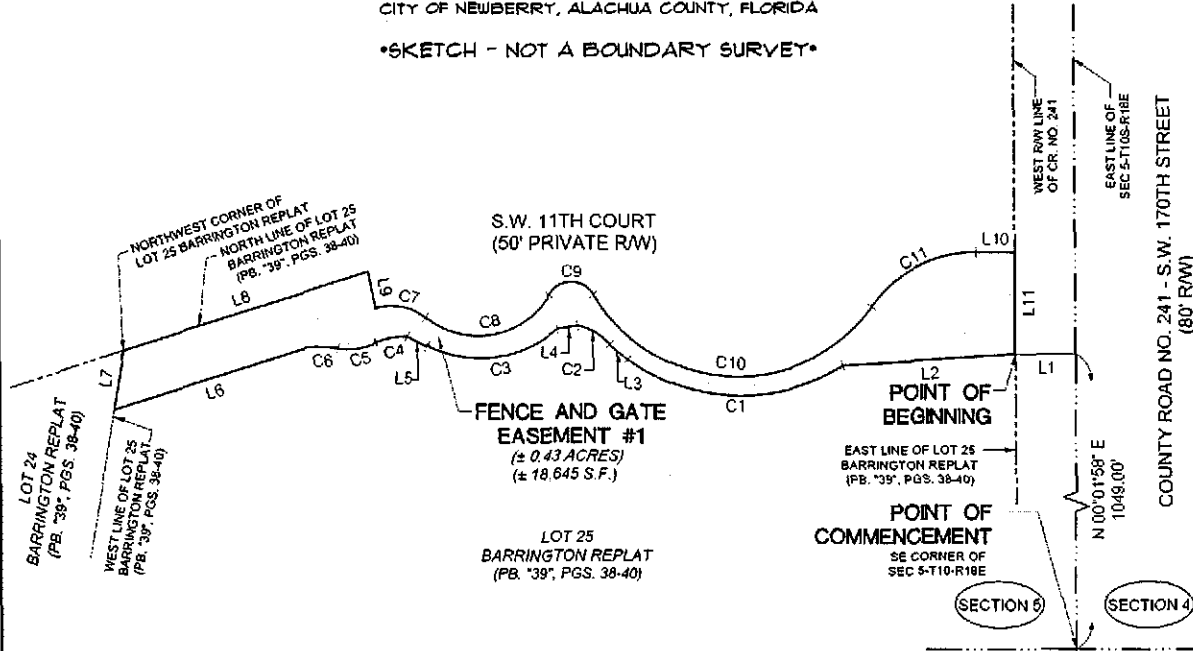 CITY OF NEWBERRY, ALACHUA COUNTY, FLORIDA
•SKETCH - NOT A BOUNDARY SURVEY•
WEST R/W LINE
OF CR. NO. 241
EAST LINE OF
SEC 5-T10S-R18E
COUNTY ROAD NO. 241 - S.W. 170TH STREET
(80' R/W)
NORTHWEST CORNER OF
LOT 25 BARRINGTON REPLAT
NORTH LINE OF LOT 25
BARRINGTON REPLAT
(PB. "39", PGS. 38-40)
S.W. 11TH COURT
(50' PRIVATE R/W)
L10
C11
C9
L9
C7
L8
C8
L11
L7
C6
C5
C4
L5
C3
L4
C2
L3
C10
C1
L2
L1
L6
FENCE AND GATE
EASEMENT #1
(± 0.43 ACRES)
(± 18,645 S.F.)
POINT OF
BEGINNING
EAST LINE OF LOT 25
BARRINGTON REPLAT
(PB. "39", PGS. 38-40)
LOT 24
BARRINGTON REPLAT
(PB. "39", PGS. 38-40)
WEST LINE OF LOT 25
BARRINGTON REPLAT
(PB. "39", PGS. 38-40)
N 00°01'59" E
1049.00'
POINT OF
COMMENCEMENT
SE CORNER OF
SEC 5-T10-R18E
LOT 25
BARRINGTON REPLAT
(PB. "39", PGS. 38-40)
SECTION 5
SECTION 4